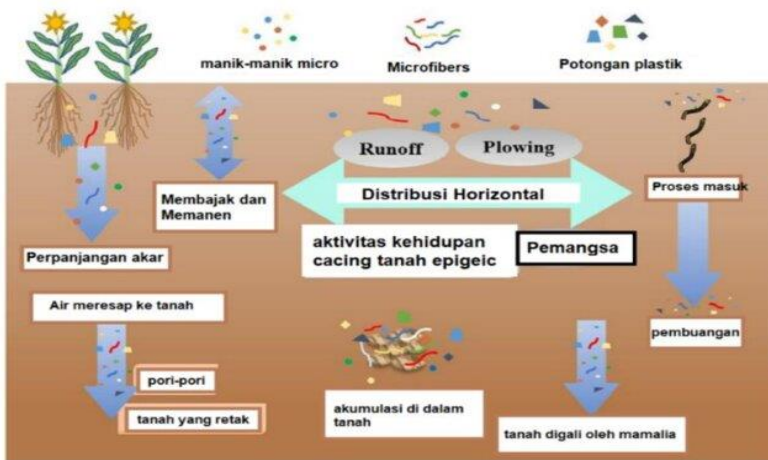 manik-manik micro
Microfibers
Potongan plastik
Runoff
Plowing
Membajak dan
Memanen
Distribusi Horizontal
Proses masuk
Perpanjangan akar
aktivitas kehidupan
cacing tanah epigeic
Pemangsa
Air meresap ke tanah
pembuangan
pori-pori
tanah yang retak
akumulasi di dalam
tanah
tanah digali oleh mamalia